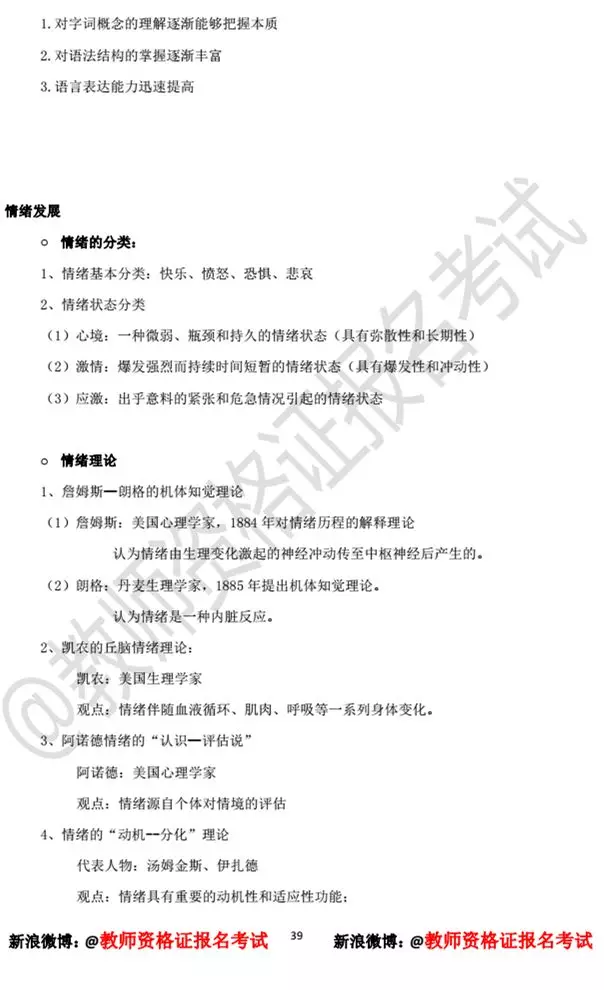 1.对字词概念的理解逐渐能够把握本质
2.对语法结构的掌握逐渐丰富
3.语言表达能力迅速提高
情绪发展
○ 情绪的分类：
1、情绪基本分类：快乐、愤怒、恐惧、悲哀
2、情绪状态分类
（1）心境：一种微弱、瓶颈和持久的情绪状态（具有弥散性和长期性）
（2）激情：爆发强烈而持续时间短暂的情绪状态（具有爆发性和冲动性）
（3）应激：出乎意料的紧张和危急情况引起的情绪状态
○ 情绪理论
1、詹姆斯—朗格的机体知觉理论
（1）詹姆斯：美国心理学家，1884年对情绪历程的解释理论
认为情绪由生理变化激起的神经冲动传至中枢神经后产生的。
（2）朗格：丹麦生理学家，1885年提出机体知觉理论。
认为情绪是一种内脏反应。
2、凯农的丘脑情绪理论：
凯农：美国生理学家
观点：情绪伴随血液循环、肌肉、呼吸等一系列身体变化。
3、阿诺德情绪的“认识—评估说”
阿诺德：美国心理学家
观点：情绪源自个体对情境的评估
4、情绪的“动机--分化”理论
代表人物：汤姆金斯、伊扎德
观点：情绪具有重要的动机性和适应性功能；
@教师资格证报名考试
新浪微博：@教师资格证报名考试 39 新浪微博：@教师资格证报名考试